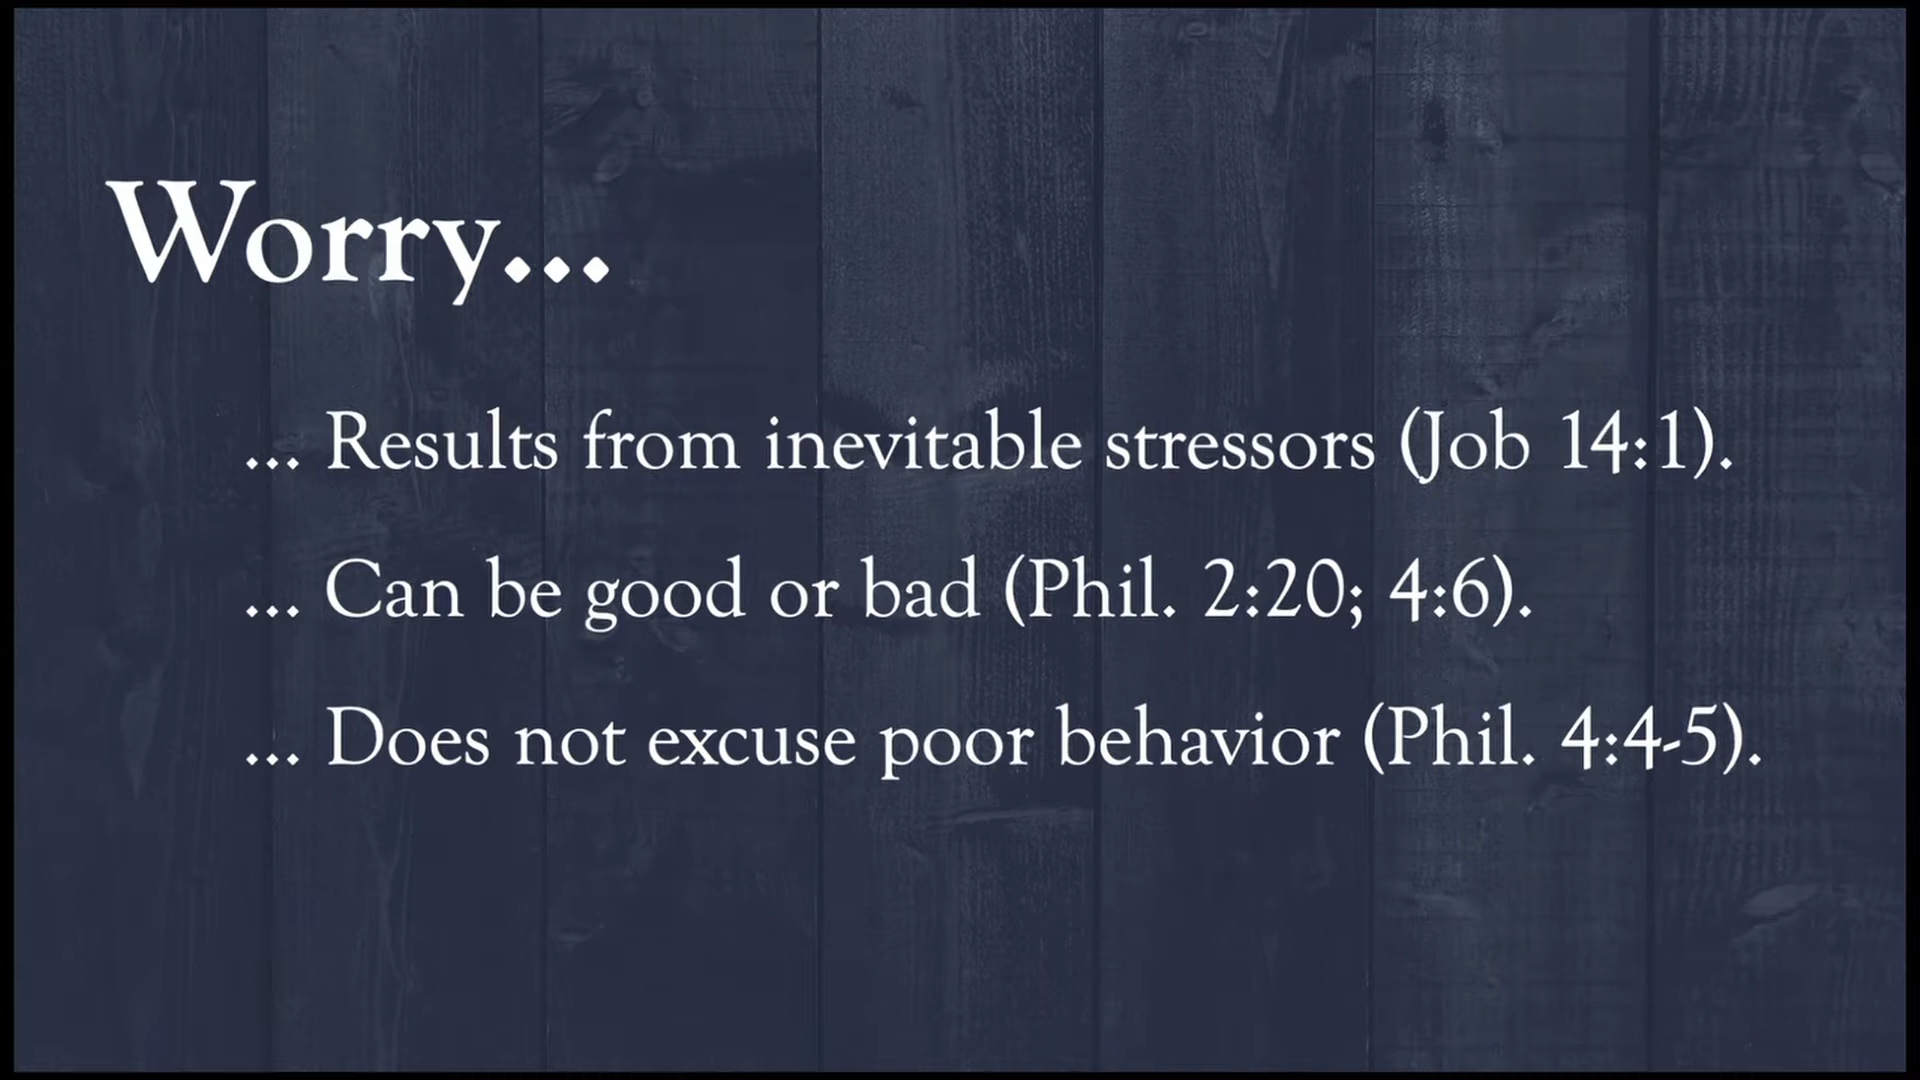 Worry...
... Results from inevitable stressors (Job 14:1).
... Can be good or bad (Phil. 2:20; 4:6).
... Does not excuse poor behavior (Phil. 4:4-5).